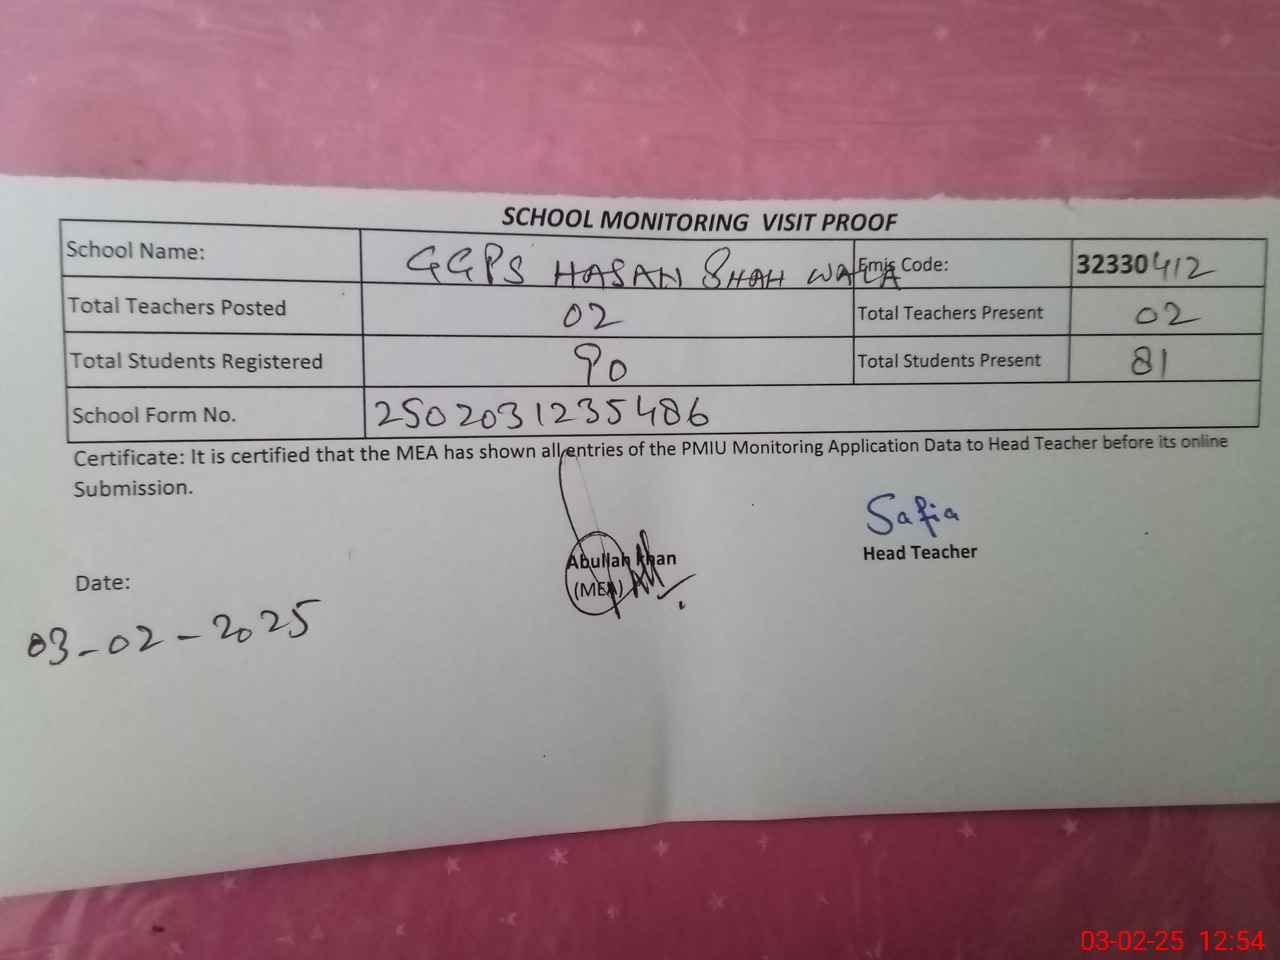 SCHOOL MONITORING VISIT PROOF
School Name: GGPS HASAN SHAH WALA Emis Code: 32330412
Total Teachers Posted 02 Total Teachers Present 02
Total Students Registered 90 Total Students Present 81
School Form No. 2502031235486
Certificate: It is certified that the MEA has shown all entries of the PMIU Monitoring Application Data to Head Teacher before its online
Submission.
Safia
Abullah khan Head Teacher
(MEA)
Date:
03-02-2025
03-02-25 12:54